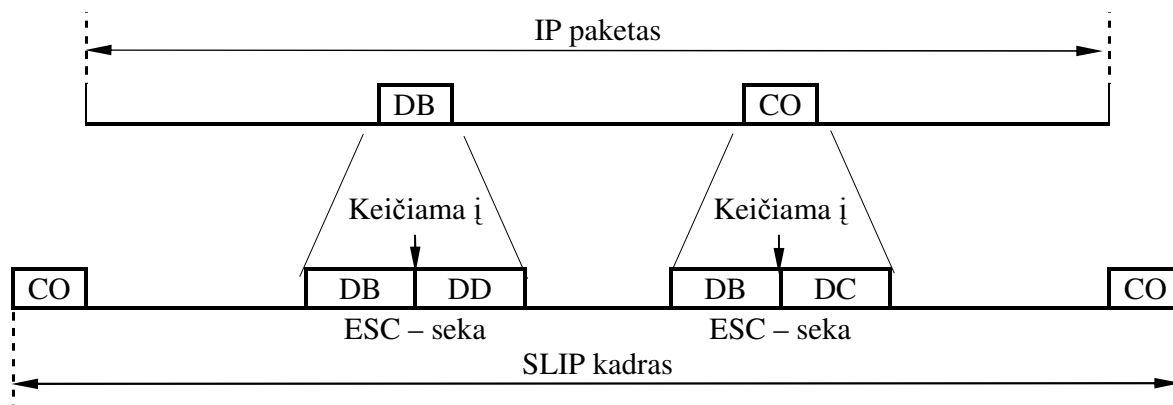 IP paketas
DB CO
Keičiama į Keičiama į
CO DB DD DB DC CO
ESC – seka ESC – seka
SLIP kadras